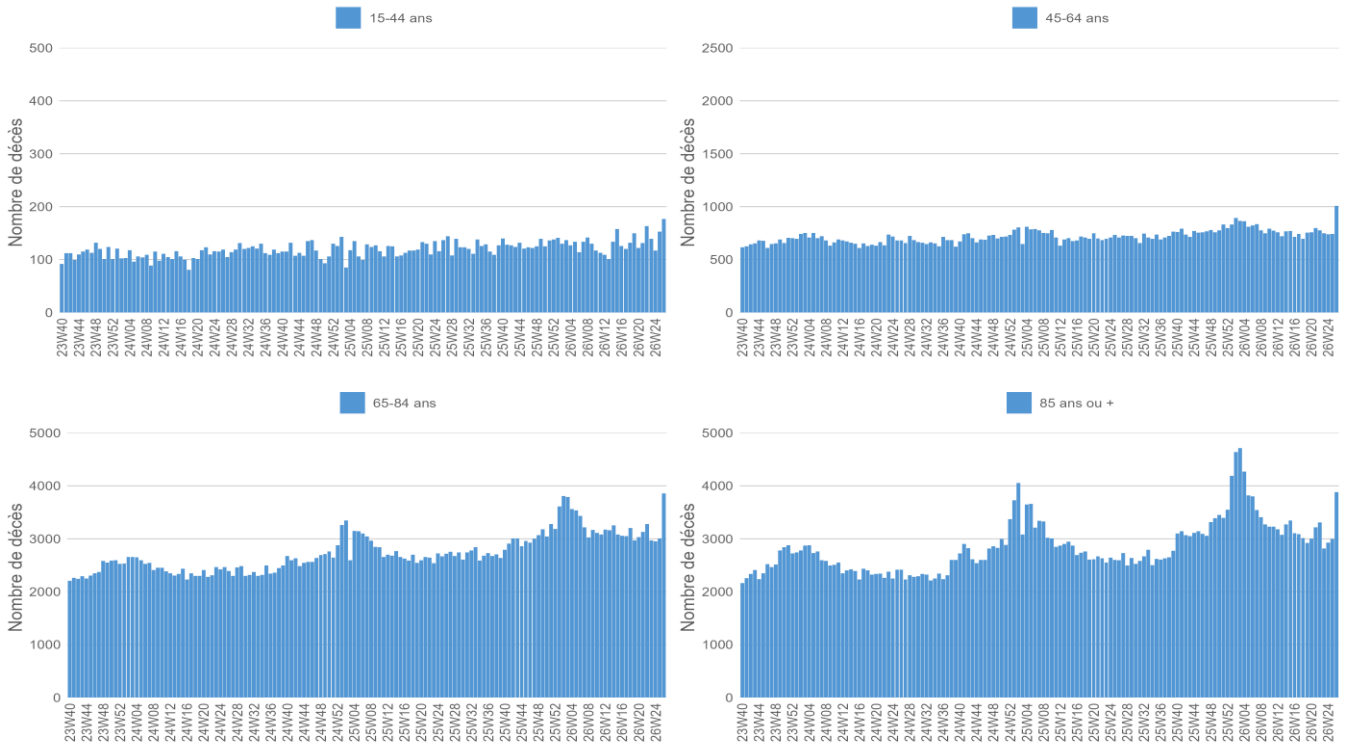 15-44 ans
Nombre de décès
500
400
300
200
100
0
23W40 23W44 23W48 23W52 24W04 24W08 24W12 24W16 24W20 24W24 24W28 24W32 24W36 24W40 24W44 24W48 24W52 25W04 25W08 25W12 25W16 25W20 25W24 25W28 25W32 25W36 25W40 25W44 25W48 25W52 26W04 26W08 26W12 26W16 26W20 26W24
45-64 ans
Nombre de décès
2500
2000
1500
1000
500
0
23W40 23W44 23W48 23W52 24W04 24W08 24W12 24W16 24W20 24W24 24W28 24W32 24W36 24W40 24W44 24W48 24W52 25W04 25W08 25W12 25W16 25W20 25W24 25W28 25W32 25W36 25W40 25W44 25W48 25W52 26W04 26W08 26W12 26W16 26W20 26W24
65-84 ans
Nombre de décès
5000
4000
3000
2000
1000
0
23W40 23W44 23W48 23W52 24W04 24W08 24W12 24W16 24W20 24W24 24W28 24W32 24W36 24W40 24W44 24W48 24W52 25W04 25W08 25W12 25W16 25W20 25W24 25W28 25W32 25W36 25W40 25W44 25W48 25W52 26W04 26W08 26W12 26W16 26W20 26W24
85 ans ou +
Nombre de décès
5000
4000
3000
2000
1000
0
23W40 23W44 23W48 23W52 24W04 24W08 24W12 24W16 24W20 24W24 24W28 24W32 24W36 24W40 24W44 24W48 24W52 25W04 25W08 25W12 25W16 25W20 25W24 25W28 25W32 25W36 25W40 25W44 25W48 25W52 26W04 26W08 26W12 26W16 26W20 26W24